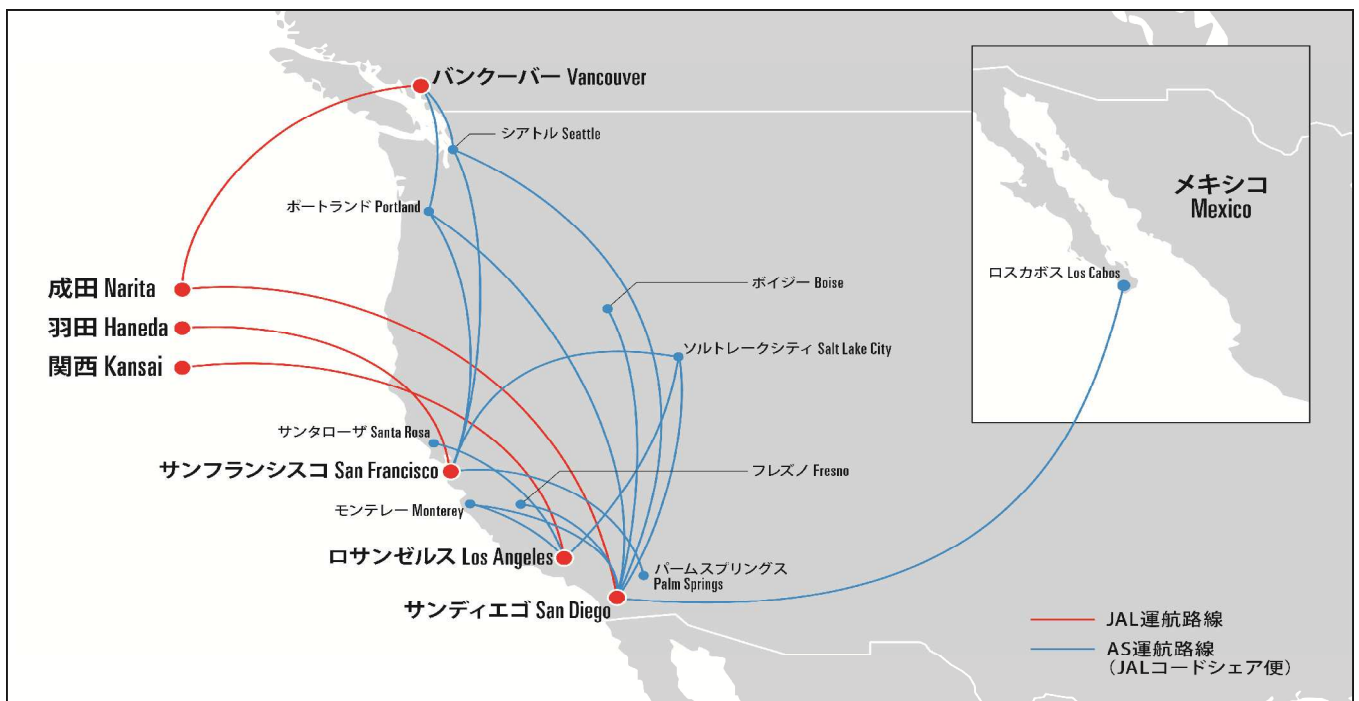 バンクーバー Vancouver
シアトル Seattle
メキシコ
Mexico
ポートランド Portland
ロスカボス Los Cabos
成田 Narita
ボイジー Boise
羽田 Haneda
ソルトレークシティ Salt Lake City
関西 Kansai
サンタローザ Santa Rosa
サンフランシスコ San Francisco
フレズノ Fresno
モンテレー Monterey
ロサンゼルス Los Angeles
パームスプリングス
Palm Springs
サンディエゴ San Diego
JAL運航路線
AS運航路線
（JALコードシェア便）